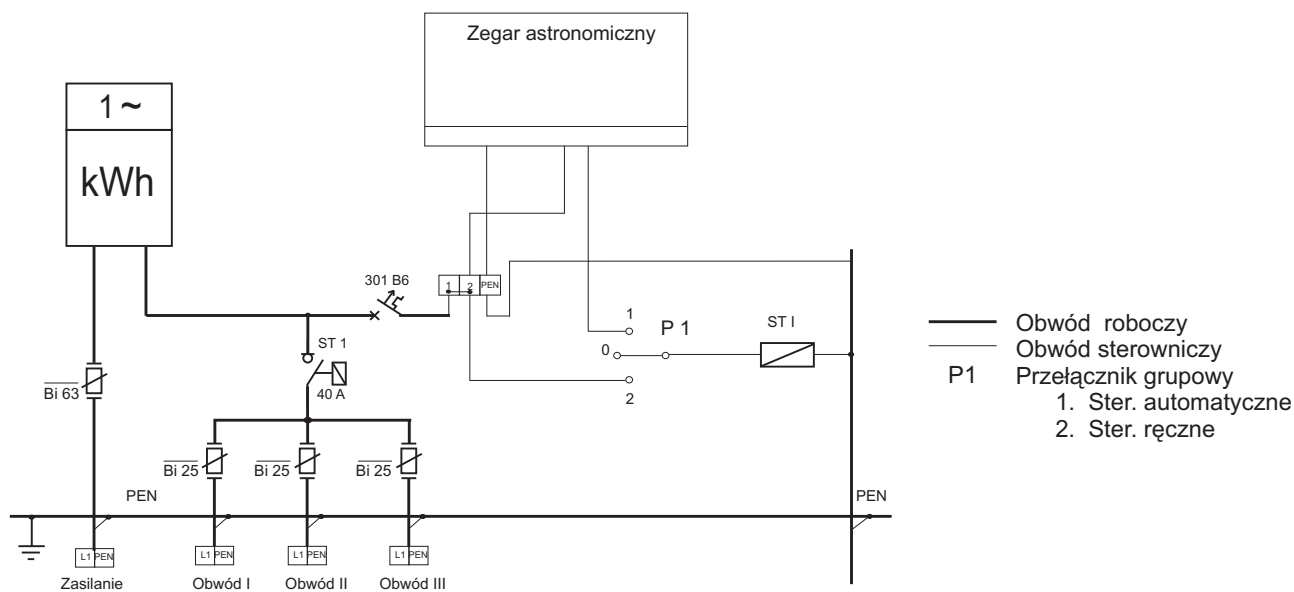 Zegar astronomiczny
1 ~
kWh
301 B6
1 2 PEN
1
P 1
ST I
0
2
ST 1
40 A
Bi 63
Bi 25 Bi 25 Bi 25
PEN
PEN
L1 PEN L1 PEN L1 PEN L1 PEN
Zasilanie Obwód I Obwód II Obwód III
Obwód roboczy
Obwód sterowniczy
P1 Przełącznik grupowy
1. Ster. automatyczne
2. Ster. ręczne